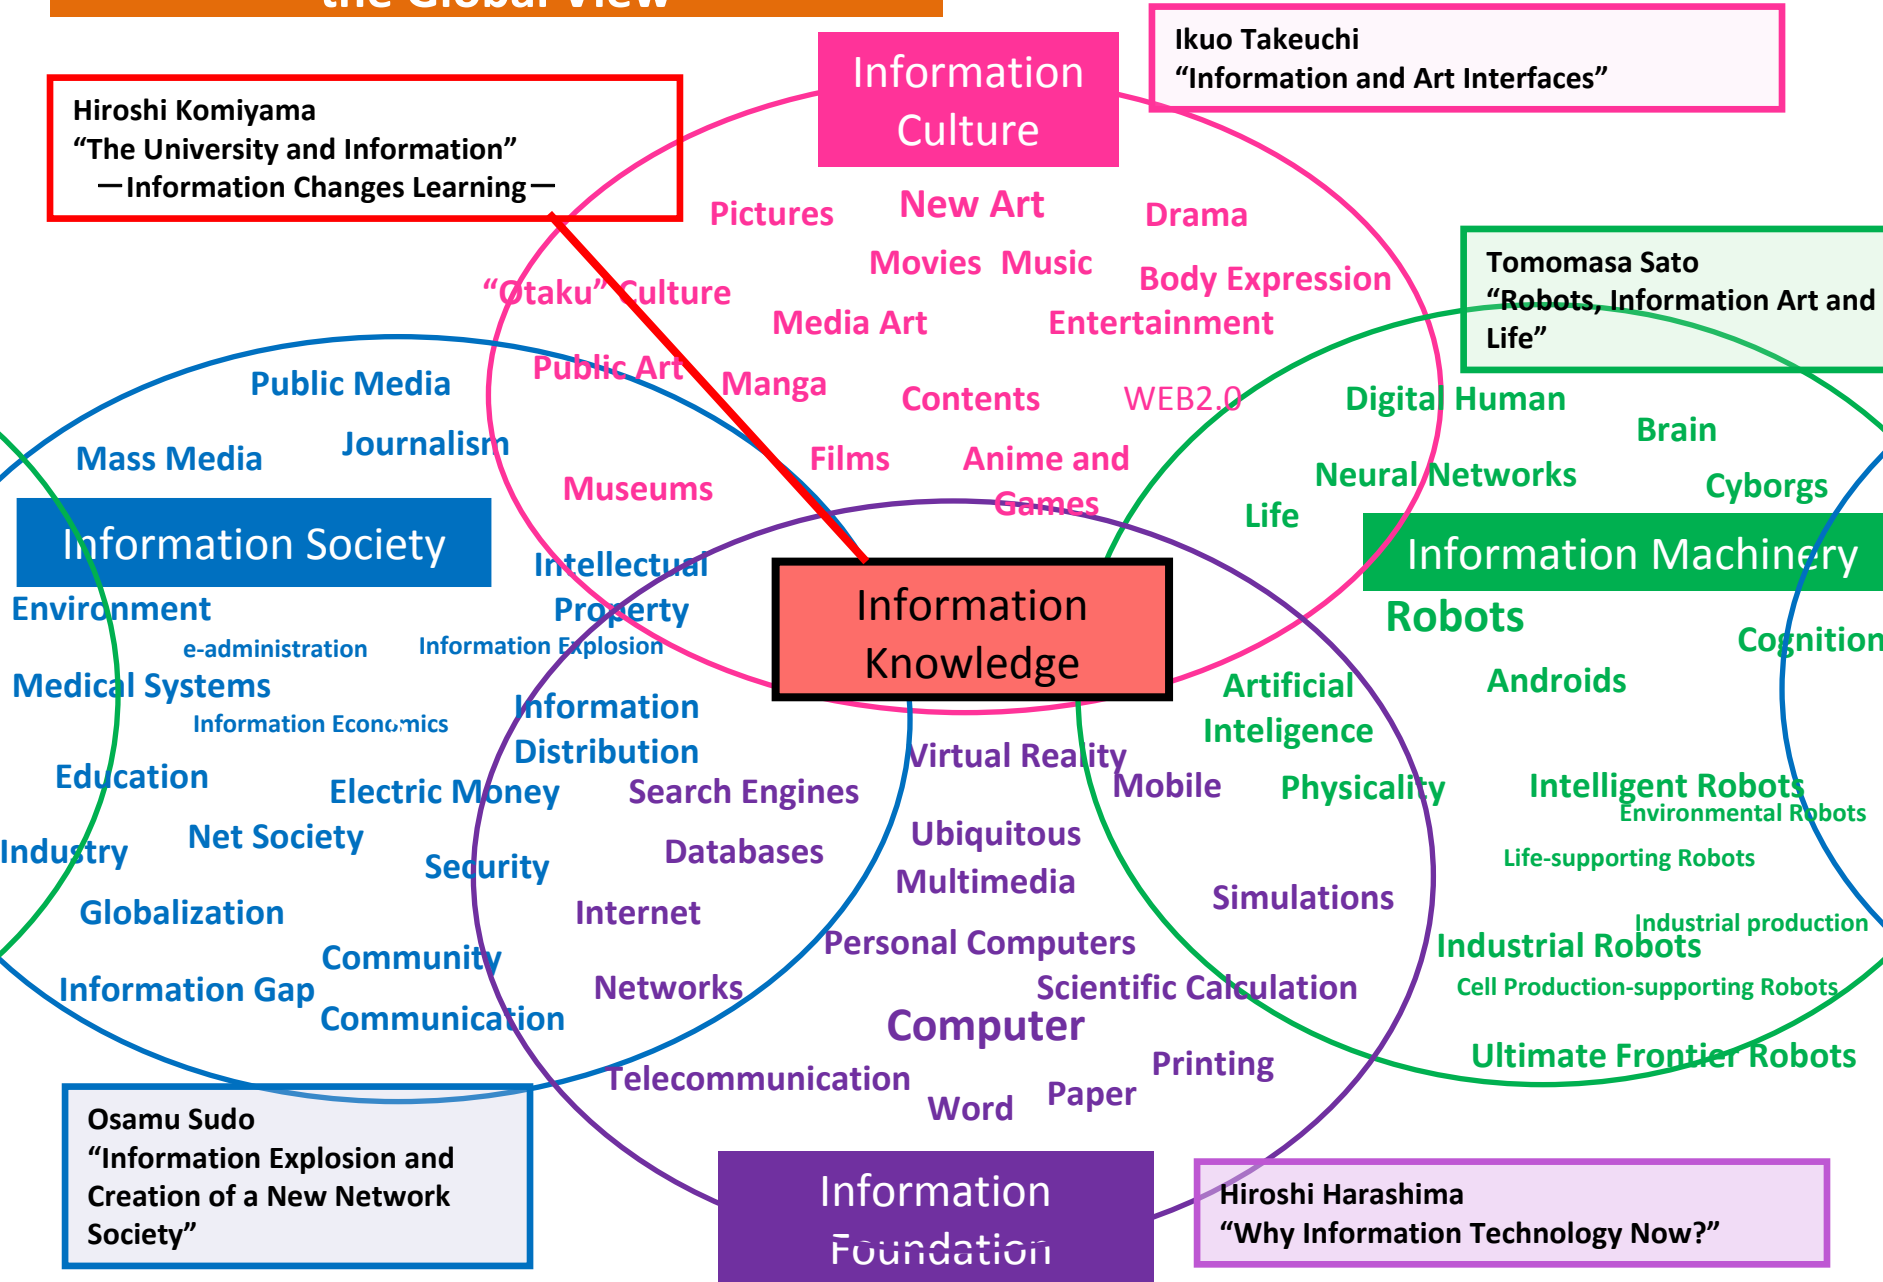 the Global View
Ikuo Takeuchi
“Information and Art Interfaces”
Information
Culture
Hiroshi Komiyama
“The University and Information”
—Information Changes Learning—
Pictures
New Art
Drama
Movies Music
Body Expression
Tomomasa Sato
“Robots, Information Art and
Life”
“Otaku” Culture
Media Art
Entertainment
Public Art
Public Media
Manga
Contents
WEB2.0
Digital Human
Brain
Journalism
Mass Media
Films
Anime and
Games
Neural Networks
Cyborgs
Museums
Life
Information Society
Information Machinery
Intellectual
Property
Information
Knowledge
Environment
Robots
e-administration
Information Explosion
Cognition
Medical Systems
Artificial
Inteligence
Androids
Information Economics
Information
Distribution
Virtual Reality
Education
Electric Money
Search Engines
Mobile
Physicality
Intelligent Robots
Environmental Robots
Net Society
Industry
Security
Databases
Ubiquitous
Life-supporting Robots
Multimedia
Simulations
Globalization
Internet
Industrial production
Industrial Robots
Personal Computers
Community
Information Gap
Networks
Scientific Calculation
Cell Production-supporting Robots
Communication
Computer
Ultimate Frontier Robots
Printing
Telecommunication
Word
Paper
Osamu Sudo
“Information Explosion and
Creation of a New Network
Society”
Information
Foundation
Hiroshi Harashima
“Why Information Technology Now?”